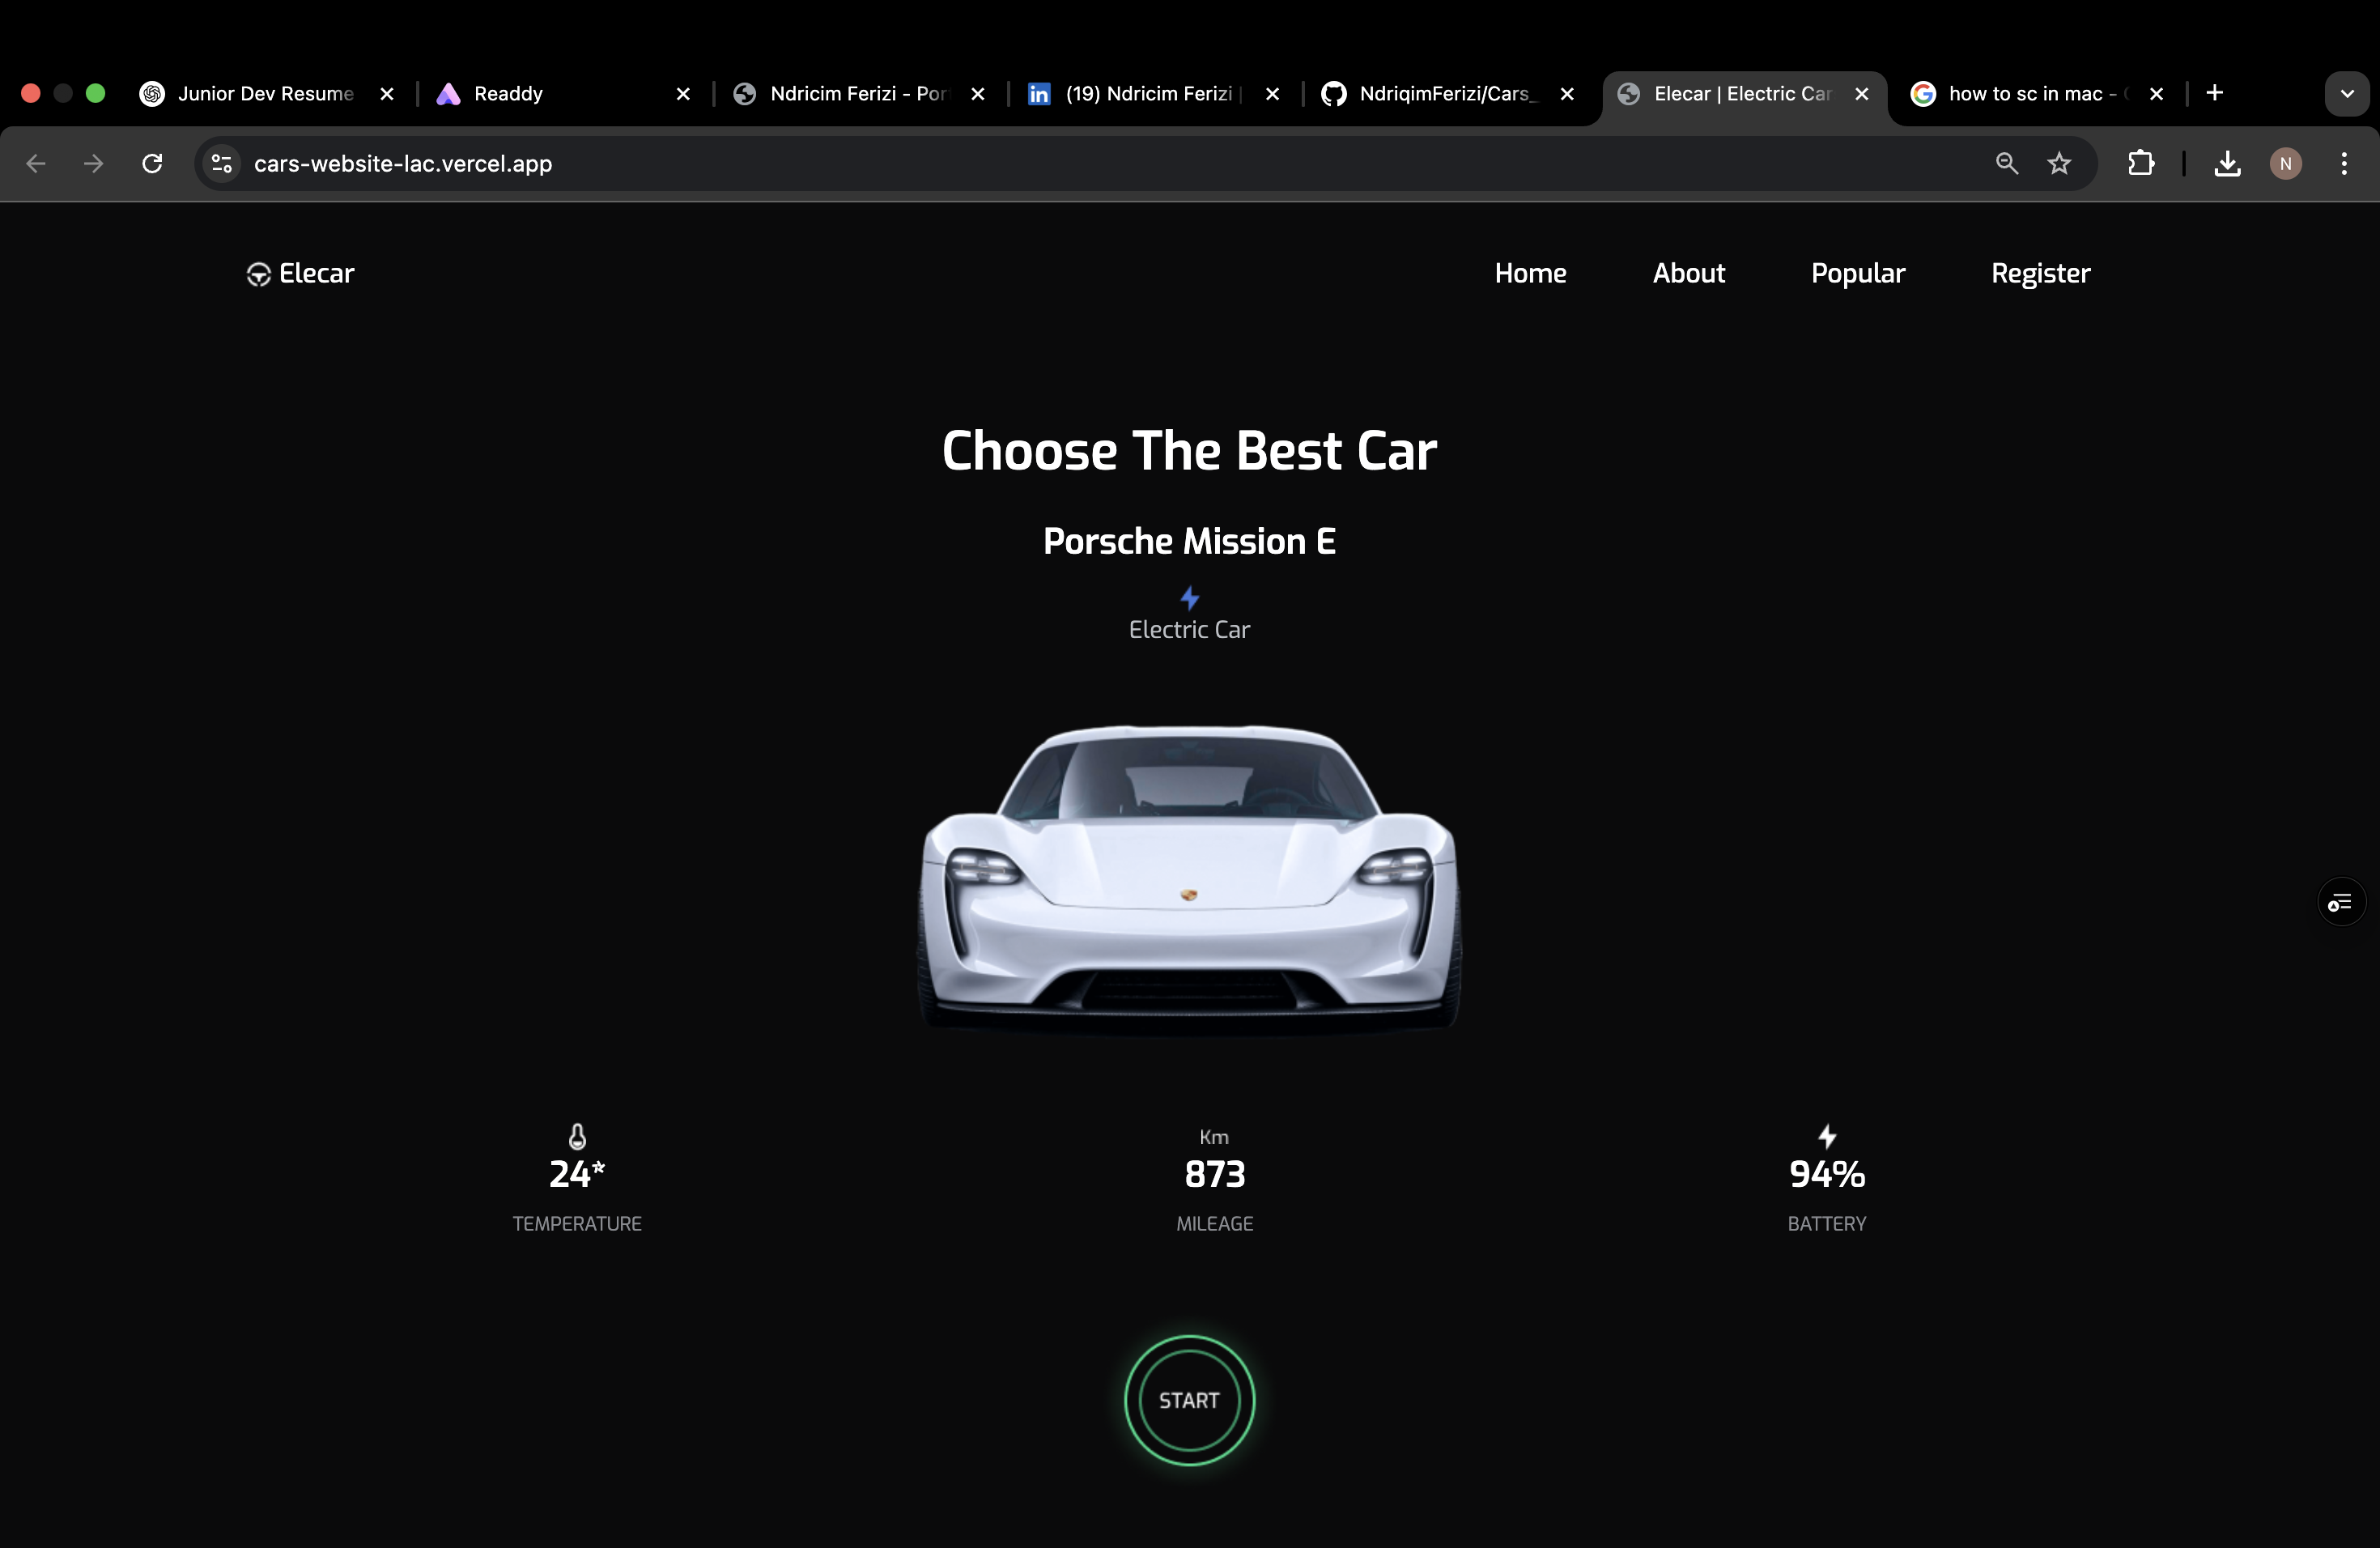 Junior Dev Resume
Readdy
Ndricim Ferizi - Por
(19) Ndricim Ferizi |
NdriqimFerizi/Cars_
Elecar | Electric Car
how to sc in mac -
cars-website-lac.vercel.app
N
Elecar
Home
About
Popular
Register
Choose The Best Car
Porsche Mission E
Electric Car
24*
TEMPERATURE
Km
873
MILEAGE
94%
BATTERY
START